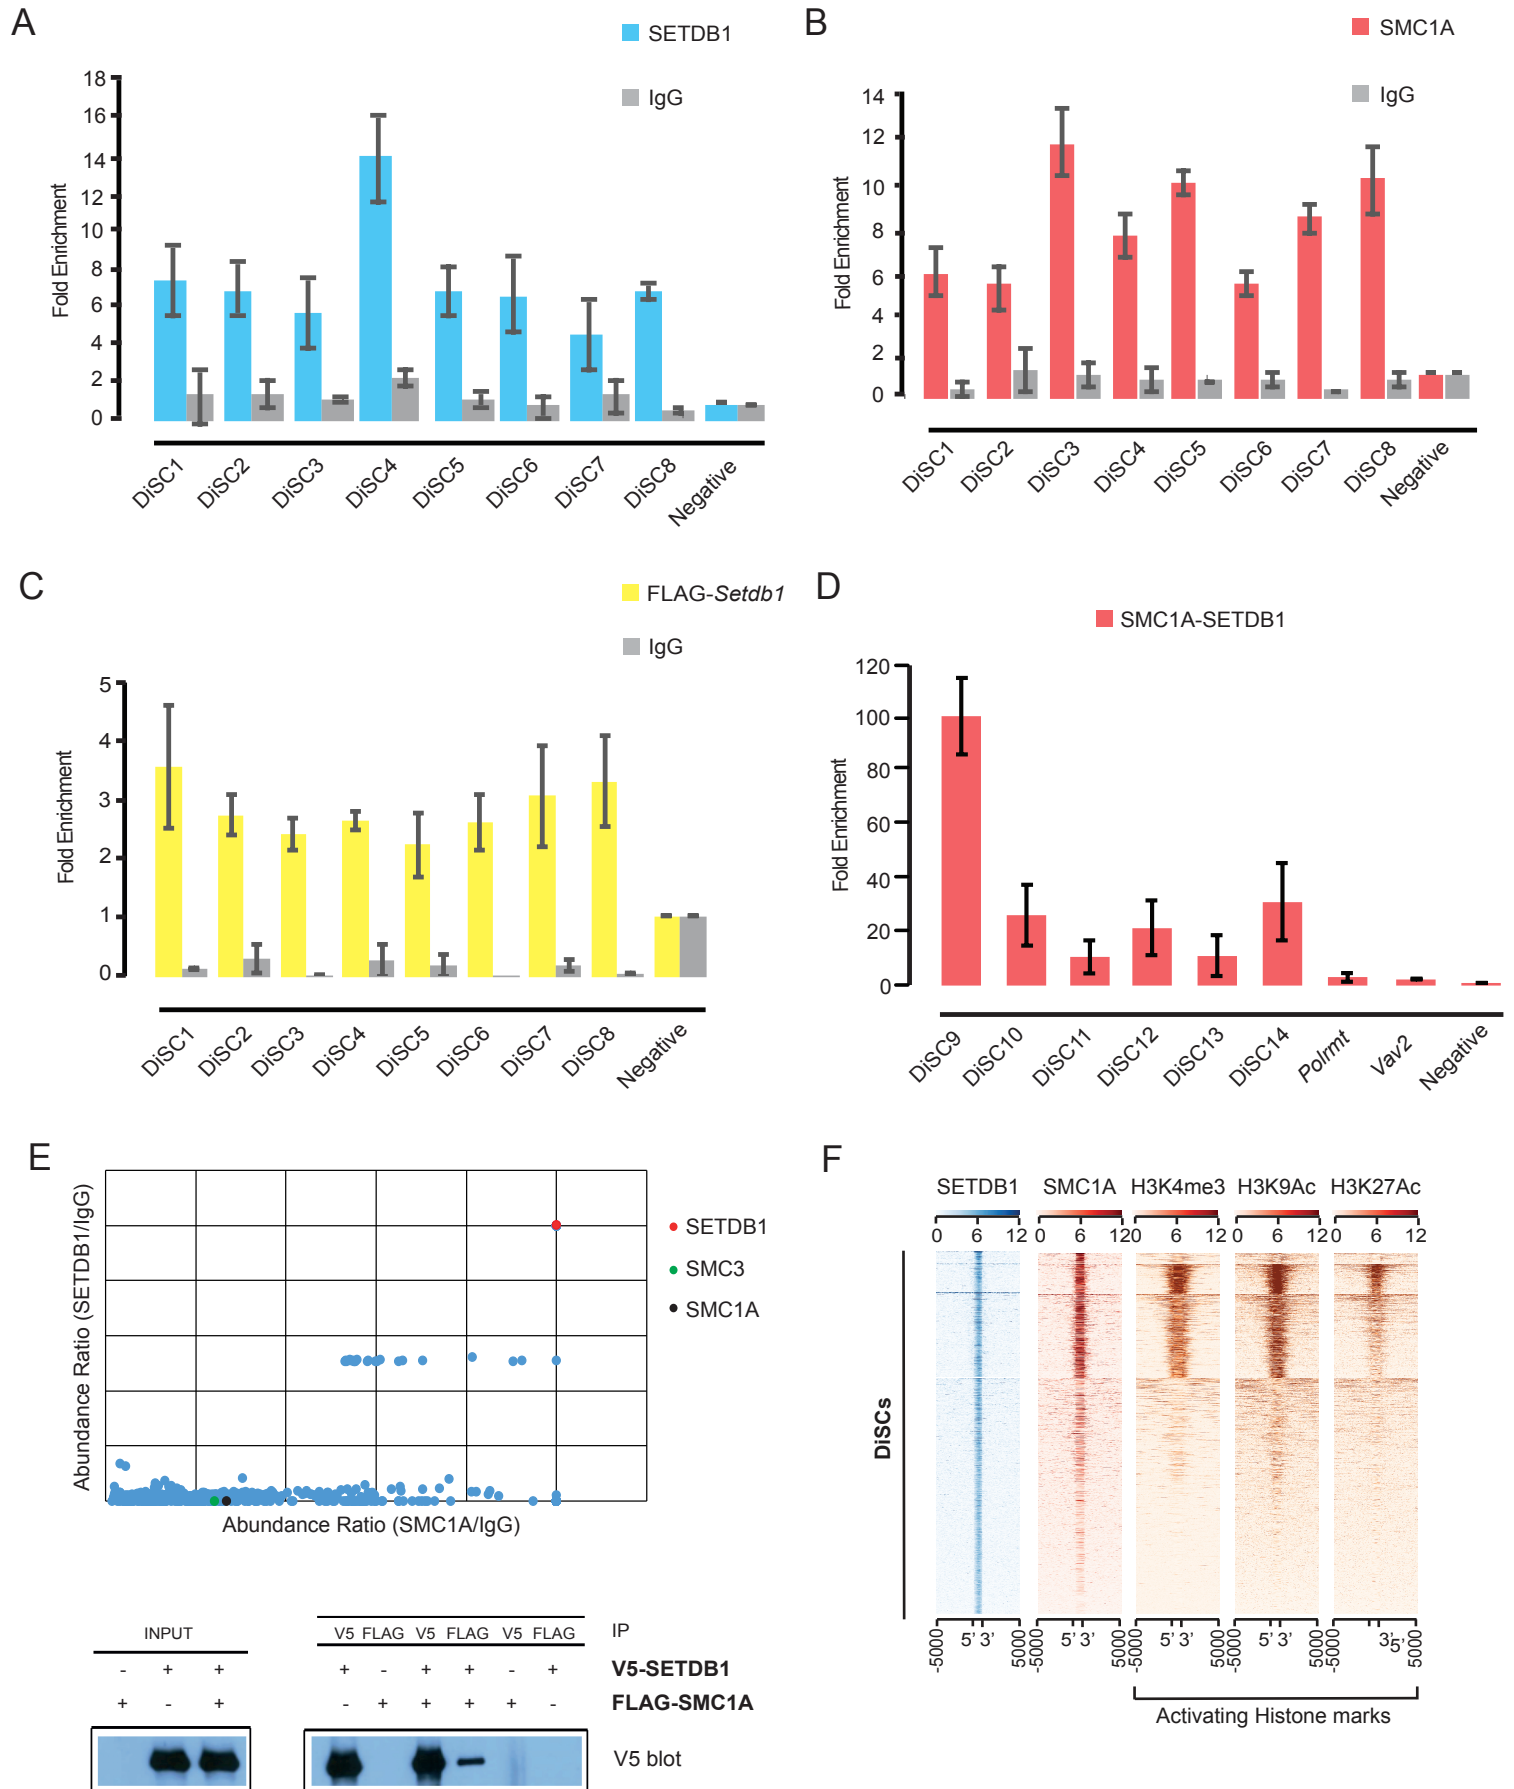 A
SETDB1
IgG
Fold Enrichment
18
16
14
12
10
8
6
4
2
0
DiSC1
DiSC2
DiSC3
DiSC4
DiSC5
DiSC6
DiSC7
DiSC8
Negative
B
SMC1A
IgG
Fold Enrichment
14
12
10
8
6
4
2
0
DiSC1
DiSC2
DiSC3
DiSC4
DiSC5
DiSC6
DiSC7
DiSC8
Negative
C
FLAG-Setdb1
IgG
Fold Enrichment
5
4
3
2
1
0
DiSC1
DiSC2
DiSC3
DiSC4
DiSC5
DiSC6
DiSC7
DiSC8
Negative
D
SMC1A-SETDB1
Fold Enrichment
120
100
80
60
40
20
0
DiSC9
DiSC10
DiSC11
DiSC12
DiSC13
DiSC14
Polrmt
Vav2
Negative
E
Abundance Ratio (SETDB1/IgG)
SETDB1
SMC3
SMC1A
Abundance Ratio (SMC1A/IgG)
INPUT
- + +
+ - +
V5 FLAG V5 FLAG V5 FLAG IP
+ - + + - + V5-SETDB1
- + + + + - FLAG-SMC1A
V5 blot
F
SETDB1 SMC1A H3K4me3 H3K9Ac H3K27Ac
0 6 12 0 6 120 6 120 6 120 6 12
DiSCs
-5000 5' 3' 5000 -5000 5' 3' 5000 -5000 5' 3' 5000 -5000 5' 3' 5000 -5000 3' 5' 5000
Activating Histone marks